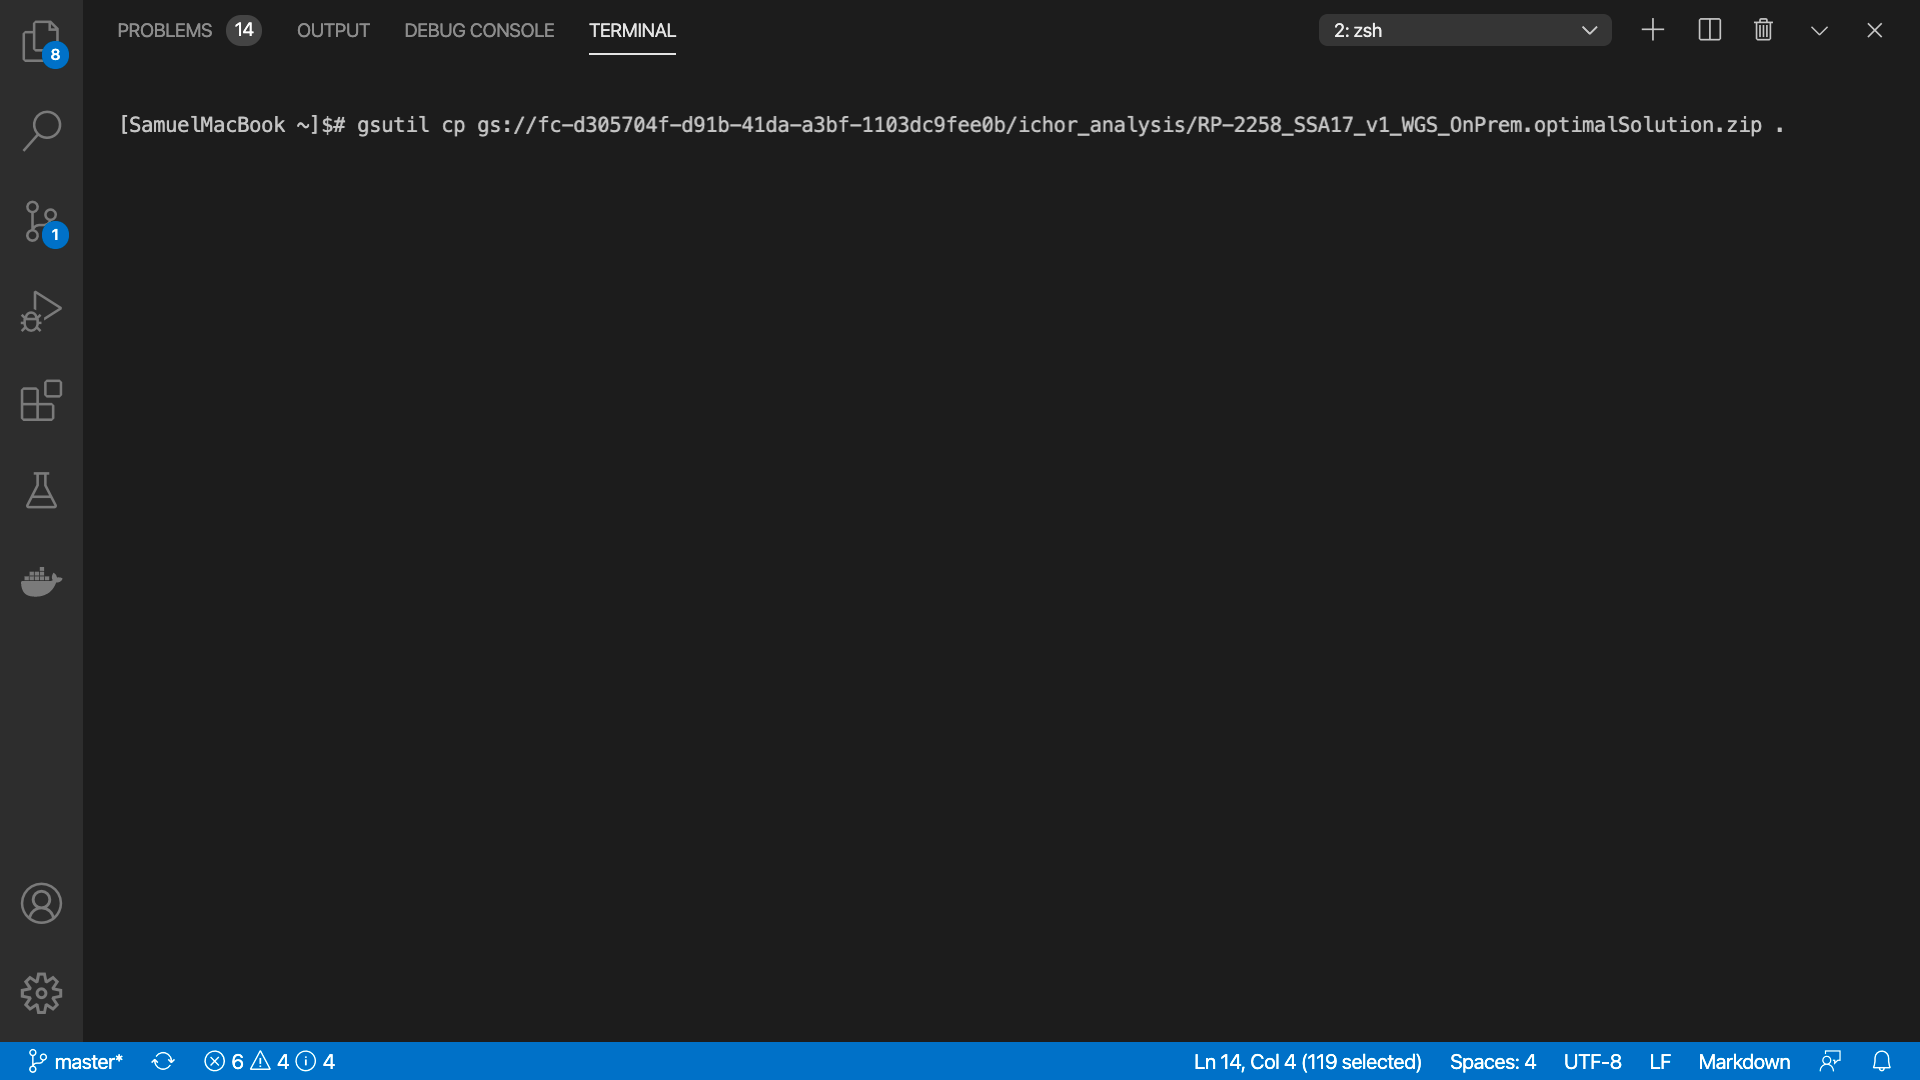 8
PROBLEMS 14 OUTPUT DEBUG CONSOLE TERMINAL 2: zsh
[SamuelMacBook ~]$# gsutil cp gs://fc-d305704f-d91b-41da-a3bf-1103dc9fee0b/ichor_analysis/RP-2258_SSA17_v1_WGS_OnPrem.optimalSolution.zip .
1
master* 6 4 4 Ln 14, Col 4 (119 selected) Spaces: 4 UTF-8 LF Markdown